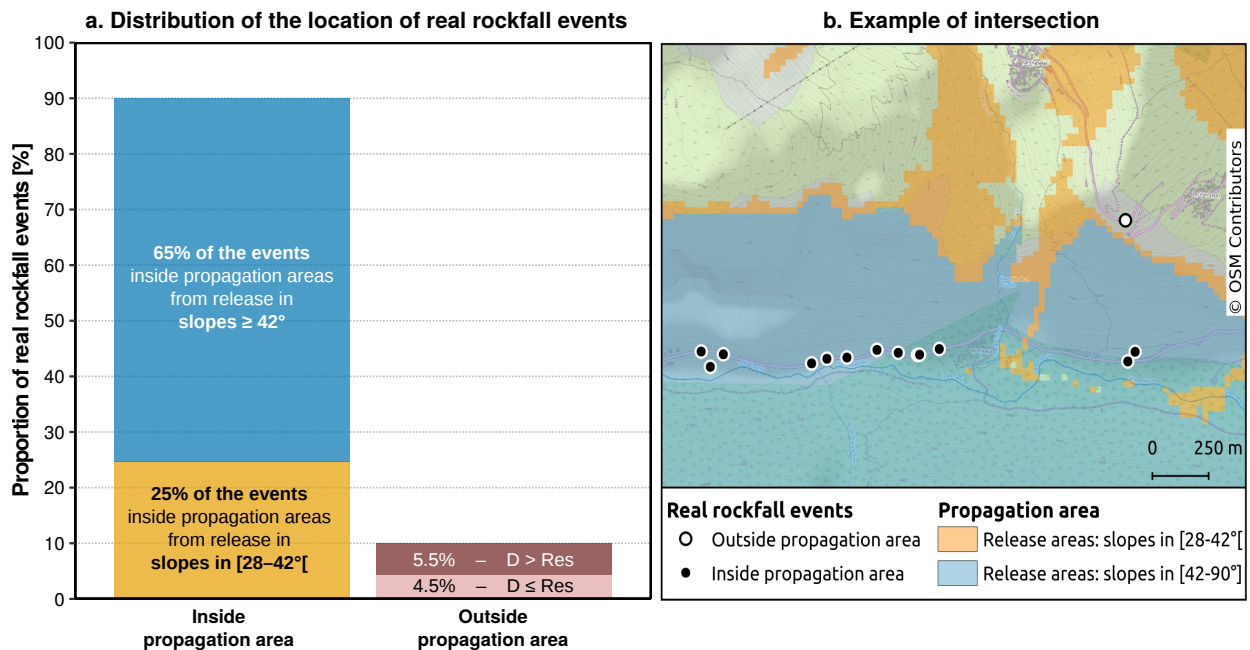 a. Distribution of the location of real rockfall events
Proportion of real rockfall events [%]
100
90
80
70
60
50
40
30
20
10
0
65% of the events
inside propagation areas
from release in
slopes ≥ 42°
25% of the events
inside propagation areas
from release in
slopes in [28–42°[
5.5% – D > Res
4.5% – D ≤ Res
Inside
propagation area
Outside
propagation area
b. Example of intersection
© OSM Contributors
0 250 m
Real rockfall events
Outside propagation area
Inside propagation area
Propagation area
Release areas: slopes in [28-42°[
Release areas: slopes in [42-90°]